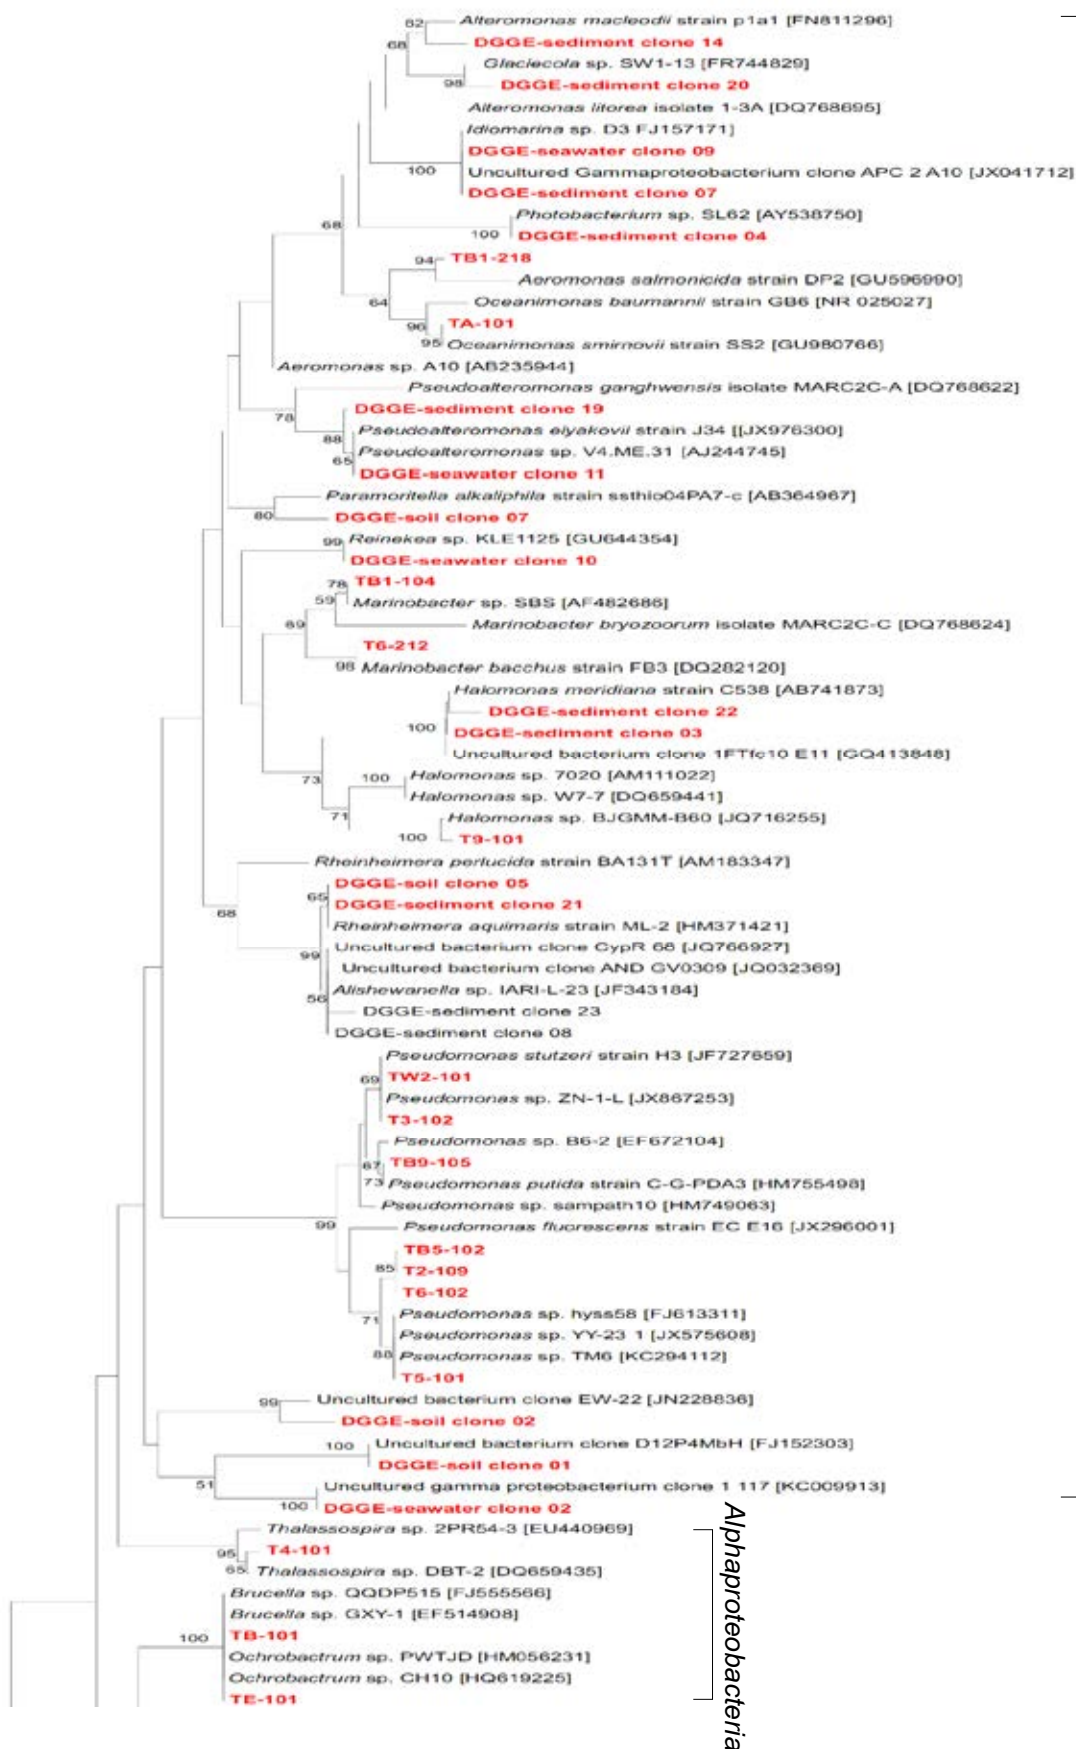 82
Alteromonas macleodii strain p1a1 [FN811296]
68
DGGE-sediment clone 14
Glaciecola sp. SW1-13 [FR744829]
98
DGGE-sediment clone 20
Alteromonas litorea isolate 1-3A [DQ768695]
Idiomarina sp. D3 FJ157171]
DGGE-seawater clone 09
100
Uncultured Gammaproteobacterium clone APC 2 A10 [JX041712]
DGGE-sediment clone 07
Photobacterium sp. SL62 [AY538750]
68
100
DGGE-sediment clone 04
94
TB1-218
Aeromonas salmonicida strain DP2 [GU596990]
64
Oceanimonas baumannii strain GB6 [NR 025027]
96
TA-101
95
Oceanimonas smirnovii strain SS2 [GU980766]
Aeromonas sp. A10 [AB235944]
Pseudoalteromonas ganghwensis isolate MARC2C-A [DQ768622]
78
DGGE-sediment clone 19
88
Pseudoalteromonas elyakovii strain J34 [[JX976300]
65
Pseudoalteromonas sp. V4.ME.31 [AJ244745]
DGGE-seawater clone 11
Paramoritella alkaliphila strain ssthio04PA7-c [AB364967]
80
DGGE-soil clone 07
99
Reinekea sp. KLE1125 [GU644354]
DGGE-seawater clone 10
78
TB1-104
59
Marinobacter sp. SBS [AF482686]
69
Marinobacter bryozoorum isolate MARC2C-C [DQ768624]
T6-212
98
Marinobacter bacchus strain FB3 [DQ282120]
Halomonas meridiana strain C538 [AB741873]
DGGE-sediment clone 22
100
DGGE-sediment clone 03
Uncultured bacterium clone 1FTfc10 E11 [GQ413848]
73
100
Halomonas sp. 7020 [AM111022]
Halomonas sp. W7-7 [DQ659441]
71
Halomonas sp. BJGMM-B60 [JQ716255]
100
T9-101
Rheinheimera perlucida strain BA131T [AM183347]
DGGE-soil clone 05
65
DGGE-sediment clone 21
68
Rheinheimera aquimaris strain ML-2 [HM371421]
Uncultured bacterium clone CypR 68 [JQ766927]
99
Uncultured bacterium clone AND GV0309 [JQ032369]
Alishewanella sp. IARI-L-23 [JF343184]
56
DGGE-sediment clone 23
DGGE-sediment clone 08
Pseudomonas stutzeri strain H3 [JF727659]
69
TW2-101
Pseudomonas sp. ZN-1-L [JX867253]
T3-102
Pseudomonas sp. B6-2 [EF672104]
67
TB9-105
73
Pseudomonas putida strain C-G-PDA3 [HM755498]
Pseudomonas sp. sampath10 [HM749063]
99
Pseudomonas fluorescens strain EC E16 [JX296001]
TB5-102
85
T2-109
T6-102
71
Pseudomonas sp. hyss58 [FJ613311]
Pseudomonas sp. YY-23 1 [JX575608]
88
Pseudomonas sp. TM6 [KC294112]
T5-101
99
Uncultured bacterium clone EW-22 [JN228836]
DGGE-soil clone 02
100
Uncultured bacterium clone D12P4MbH [FJ152303]
DGGE-soil clone 01
51
Uncultured gamma proteobacterium clone 1 117 [KC009913]
100
DGGE-seawater clone 02
Thalassospira sp. 2PR54-3 [EU440969]
95
T4-101
65
Thalassospira sp. DBT-2 [DQ659435]
Brucella sp. QQDP515 [FJ555566]
Brucella sp. GXY-1 [EF514908]
100
TB-101
Ochrobactrum sp. PWTJD [HM056231]
Ochrobactrum sp. CH10 [HQ619225]
TE-101
Alphaproteobacteria